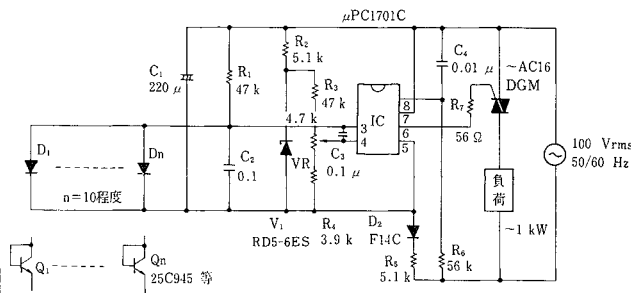 μPC1701C
R₂
5.1 k
C₁
220 μ
R₁
47 k
R₃
47 k
C₄
0.01 μ
~AC16
DGM
IC
8
7
6
5
3
4
R₇
56 Ω
4.7 k
C₃
0.1 μ
VR
D₁
Dn
n=10程度
C₂
0.1
100 Vrms
50/60 Hz
負荷
~1 kW
V₁
RD5-6ES
R₄
3.9 k
D₂
F14C
R₅
5.1 k
R₆
56 k
Q₁
Qn
25C945 等